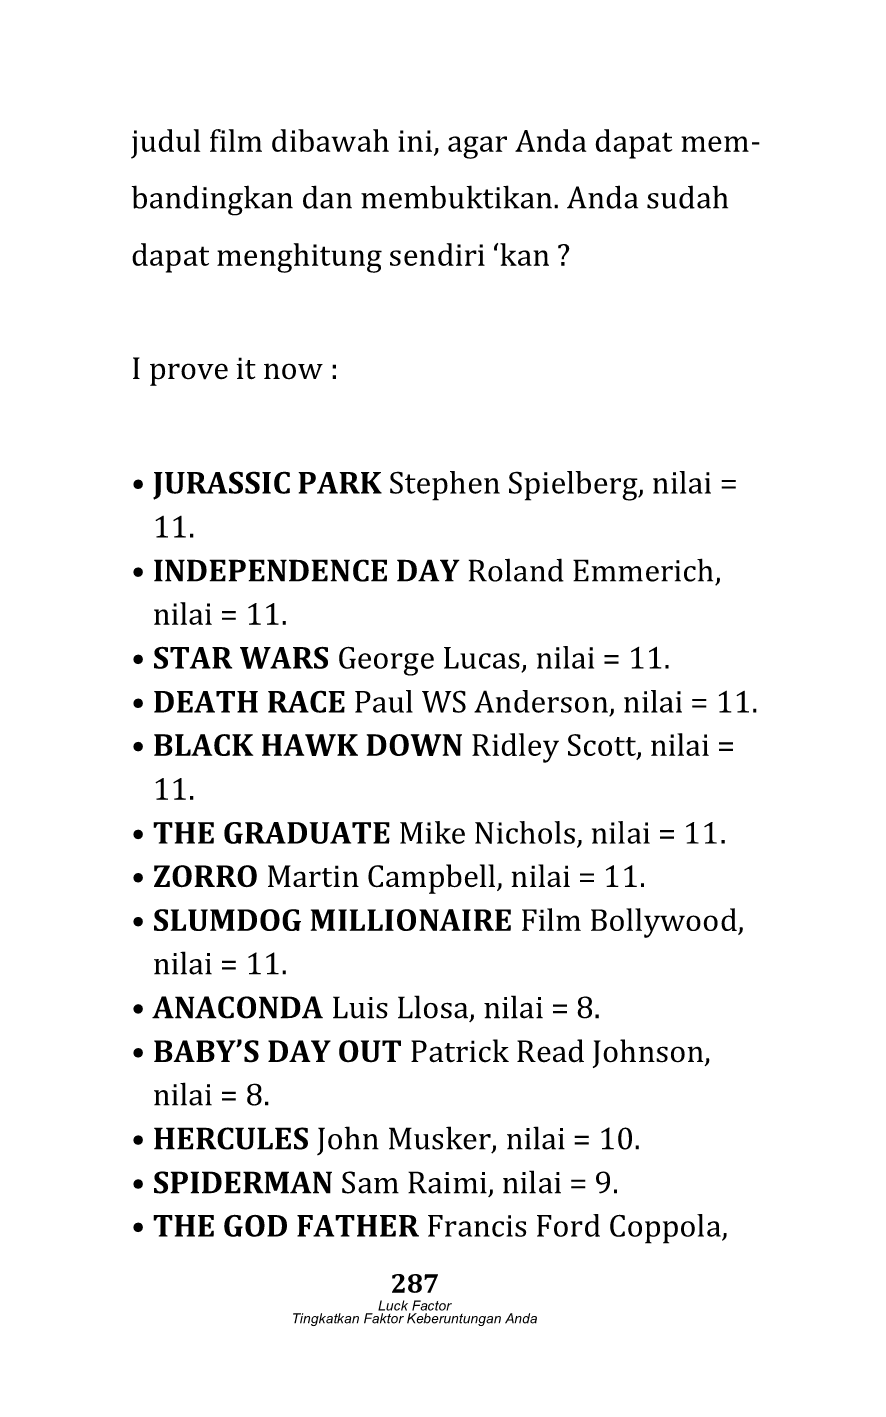 judul film dibawah ini, agar Anda dapat mem-
bandingkan dan membuktikan. Anda sudah
dapat menghitung sendiri ‘kan ?
I prove it now :
• JURASSIC PARK Stephen Spielberg, nilai =
11.
• INDEPENDENCE DAY Roland Emmerich,
nilai = 11.
• STAR WARS George Lucas, nilai = 11.
• DEATH RACE Paul WS Anderson, nilai = 11.
• BLACK HAWK DOWN Ridley Scott, nilai =
11.
• THE GRADUATE Mike Nichols, nilai = 11.
• ZORRO Martin Campbell, nilai = 11.
• SLUMDOG MILLIONAIRE Film Bollywood,
nilai = 11.
• ANACONDA Luis Llosa, nilai = 8.
• BABY’S DAY OUT Patrick Read Johnson,
nilai = 8.
• HERCULES John Musker, nilai = 10.
• SPIDERMAN Sam Raimi, nilai = 9.
• THE GOD FATHER Francis Ford Coppola,
287
Luck Factor
Tingkatkan Faktor Keberuntungan Anda